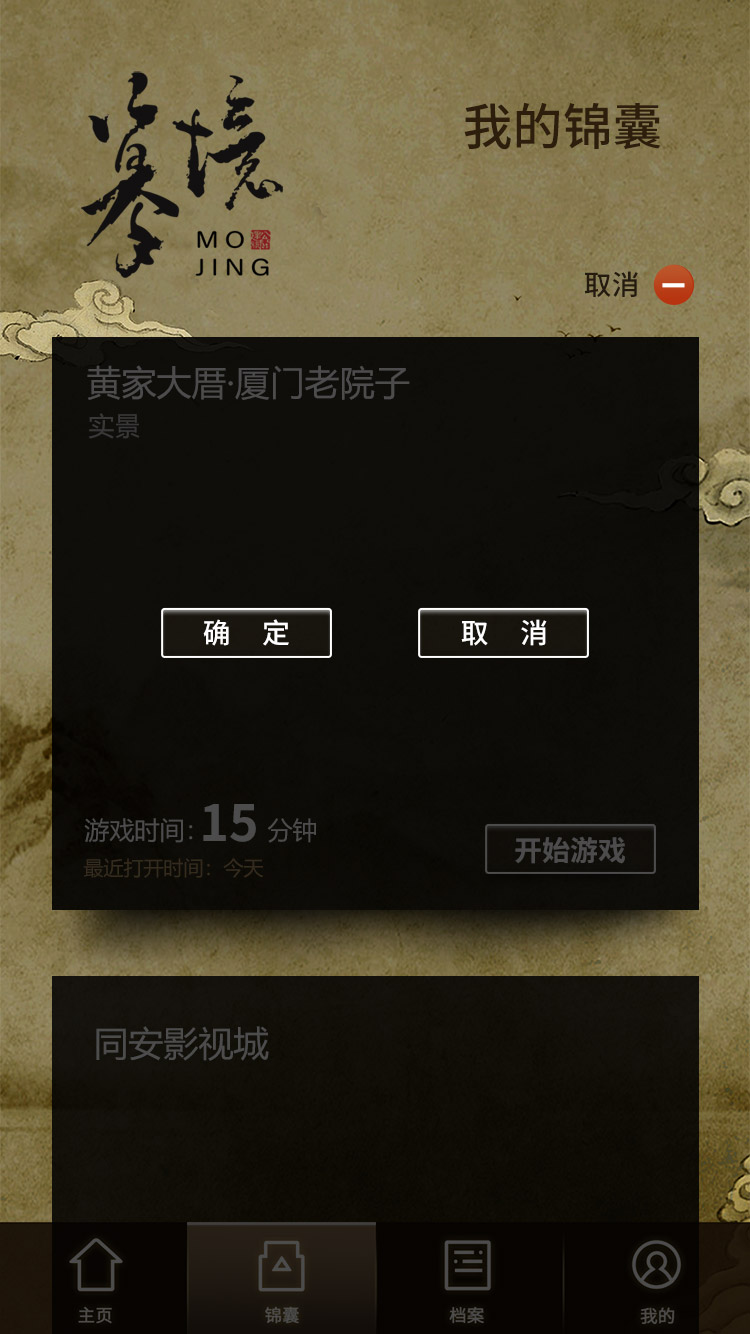 摹境
MO
JING
我的锦囊
取消
黄家大厝·厦门老院子
实景
确 定
取 消
游戏时间: 15 分钟
最近打开时间：今天
开始游戏
同安影视城
主页
锦囊
档案
我的